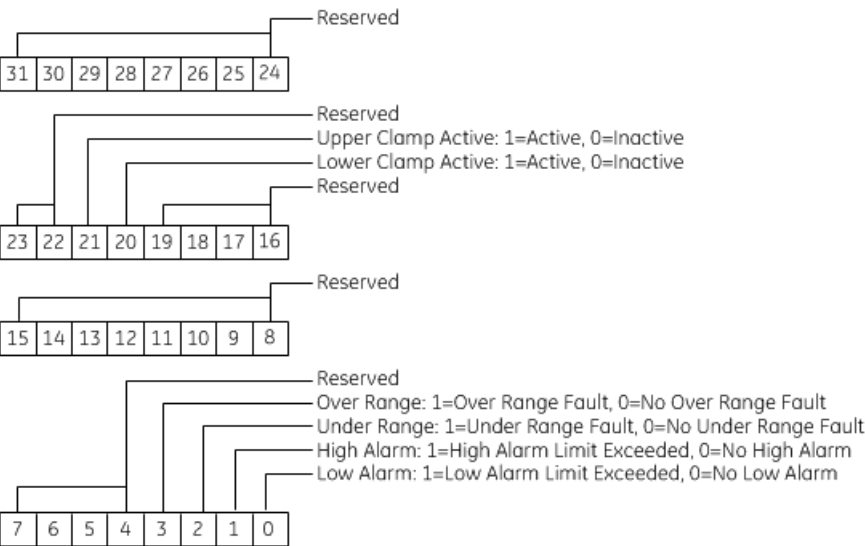 Reserved
31 30 29 28 27 26 25 24
Reserved
Upper Clamp Active: 1=Active, 0=Inactive
Lower Clamp Active: 1=Active, 0=Inactive
Reserved
23 22 21 20 19 18 17 16
Reserved
15 14 13 12 11 10 9 8
Reserved
Over Range: 1=Over Range Fault, 0=No Over Range Fault
Under Range: 1=Under Range Fault, 0=No Under Range Fault
High Alarm: 1=High Alarm Limit Exceeded, 0=No High Alarm
Low Alarm: 1=Low Alarm Limit Exceeded, 0=No Low Alarm
7 6 5 4 3 2 1 0